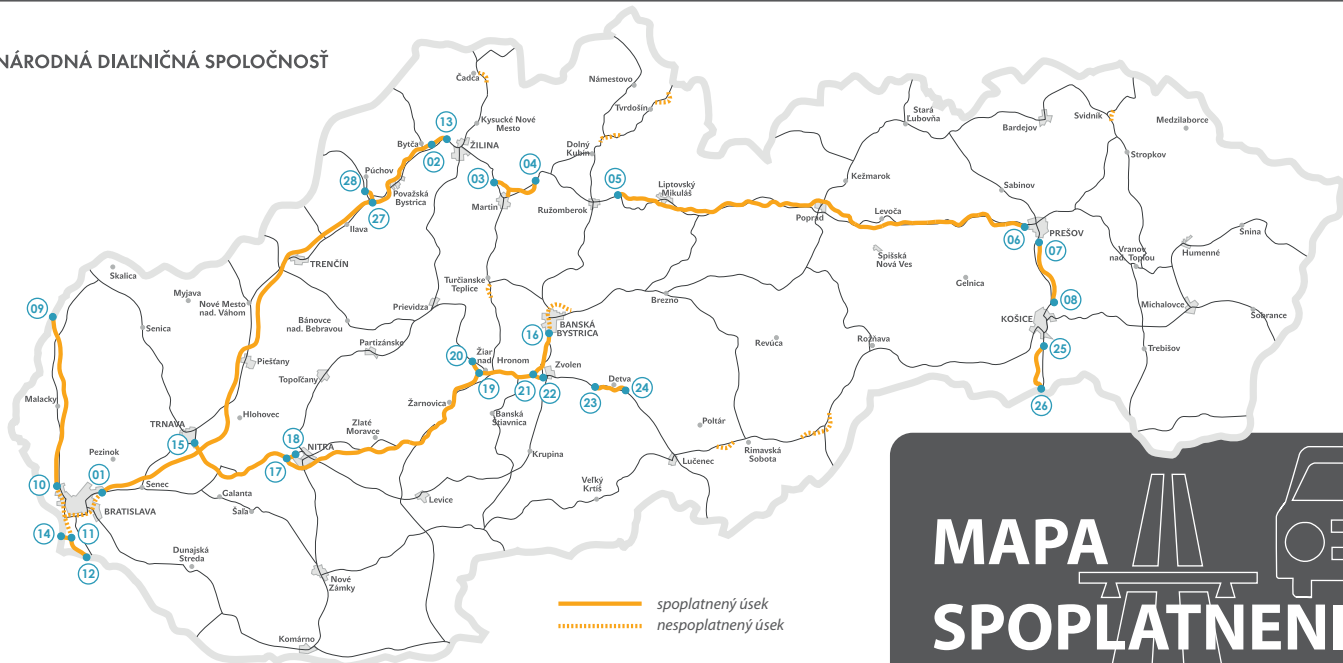 NÁRODNÁ DIAĽNIČNÁ SPOLOČNOSŤ
Čadca
Námestovo
Tvrdošín
Kysucké Nové
Mesto
13
Bytča
02
ŽILINA
Dolný
Kubín
Stará
Ľubovňa
Bardejov
Svidník
Medzilaborce
Stropkov
Púchov
28
Považská
Bystrica
27
03
04
Martin
05
Liptovský
Mikuláš
Ružomberok
Kežmarok
Sabinov
Poprad
Levoča
06
PREŠOV
07
Ilava
TRENČÍN
Spišská
Nová Ves
Vranov
nad Topľou
Humenné
Snina
Skalica
Myjava
Nové Mesto
nad. Váhom
Turčianske
Teplice
Prievidza
Brezno
Gelnica
08
Michalovce
Sobrance
09
Senica
Bánovce
nad. Bebravou
Partizánske
BANSKÁ
BYSTRICA
16
Revúca
Rožňava
KOŠICE
25
Trebišov
26
Piešťany
Topoľčany
20
Žiar
nad
Hronom
19
Zvolen
21
22
Detva
23
24
Malacky
Hlohovec
Žarnovica
Banská
Štiavnica
TRNAVA
15
Zlaté
Moravce
Poltár
Pezinok
18
NITRA
17
Krupina
Lučenec
Rimavská
Sobota
10
01
Senec
Galanta
Levice
Veľký
Krtíš
BRATISLAVA
Šaľa
14
11
12
Dunajská
Streda
Nové
Zámky
Komárno
spoplatnený úsek
nespoplatnený úsek
MAPA
SPOPLATNENI